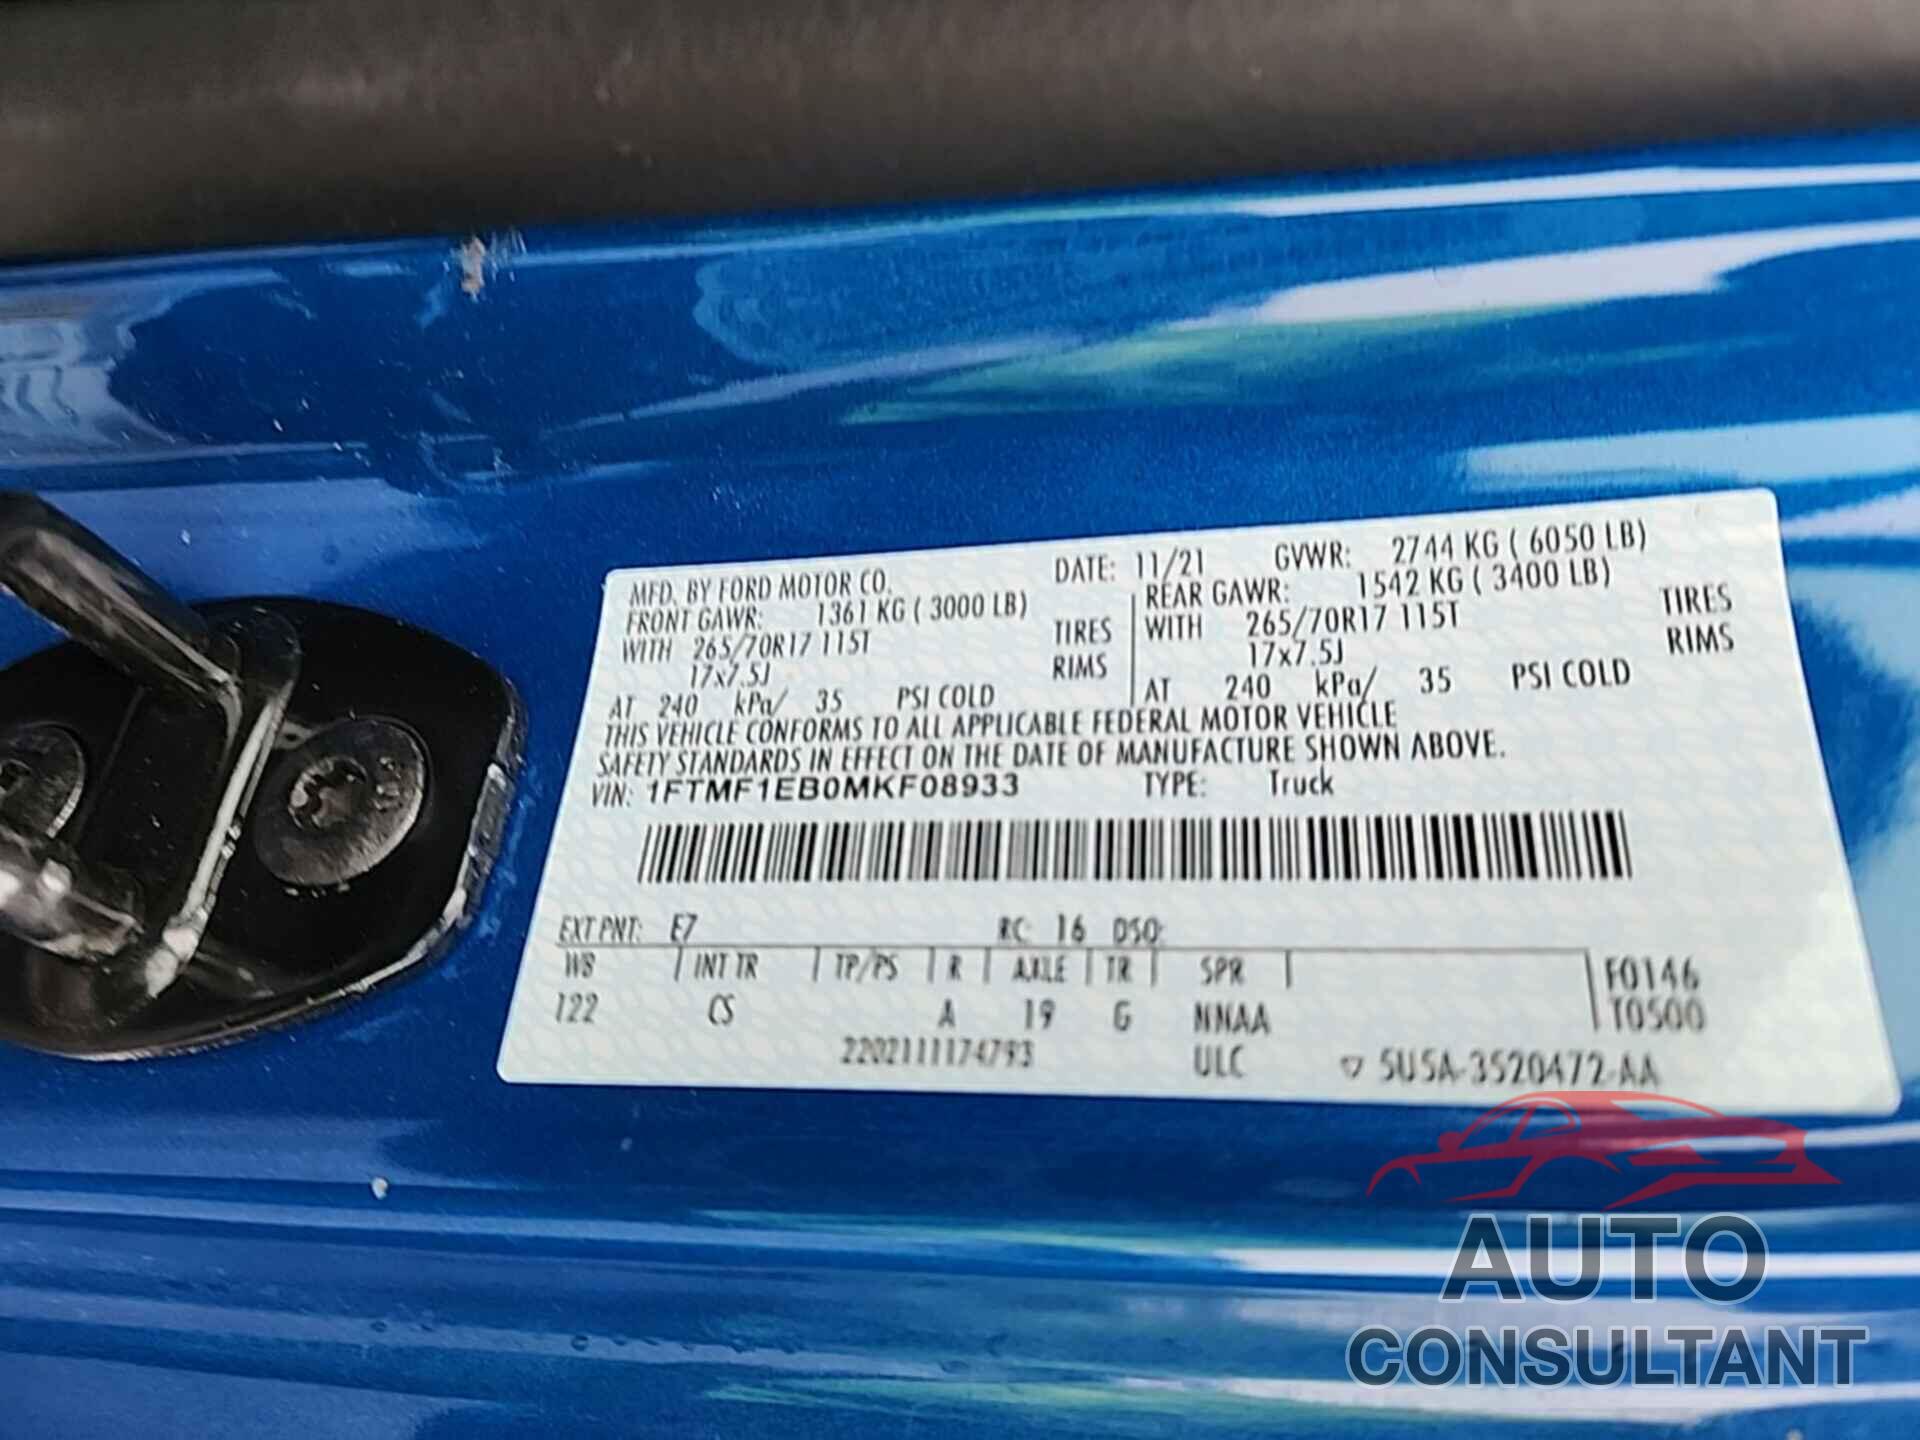 MFD. BY FORD MOTOR CO. DATE: 11/21 GVWR: 2744 KG ( 6050 LB)
FRONT GAWR: 1361 KG ( 3000 LB) REAR GAWR: 1542 KG ( 3400 LB)
WITH 265/70R17 115T TIRES WITH 265/70R17 115T TIRES
17x7.5J RIMS 17x7.5J RIMS
AT 240 kPa/ 35 PSI COLD AT 240 kPa/ 35 PSI COLD
THIS VEHICLE CONFORMS TO ALL APPLICABLE FEDERAL MOTOR VEHICLE
SAFETY STANDARDS IN EFFECT ON THE DATE OF MANUFACTURE SHOWN ABOVE.
VIN: 1FTMF1EB0MKF08933 TYPE: Truck
EXT PNT: E7 RC: 16 DSO:
WB INT TR TP/PS R AXLE TR SPR F0146
122 CS A 19 G NNAA T0500
2202111174793 ULC ▽ 5U5A-3520472-AA
AUTO
CONSULTANT